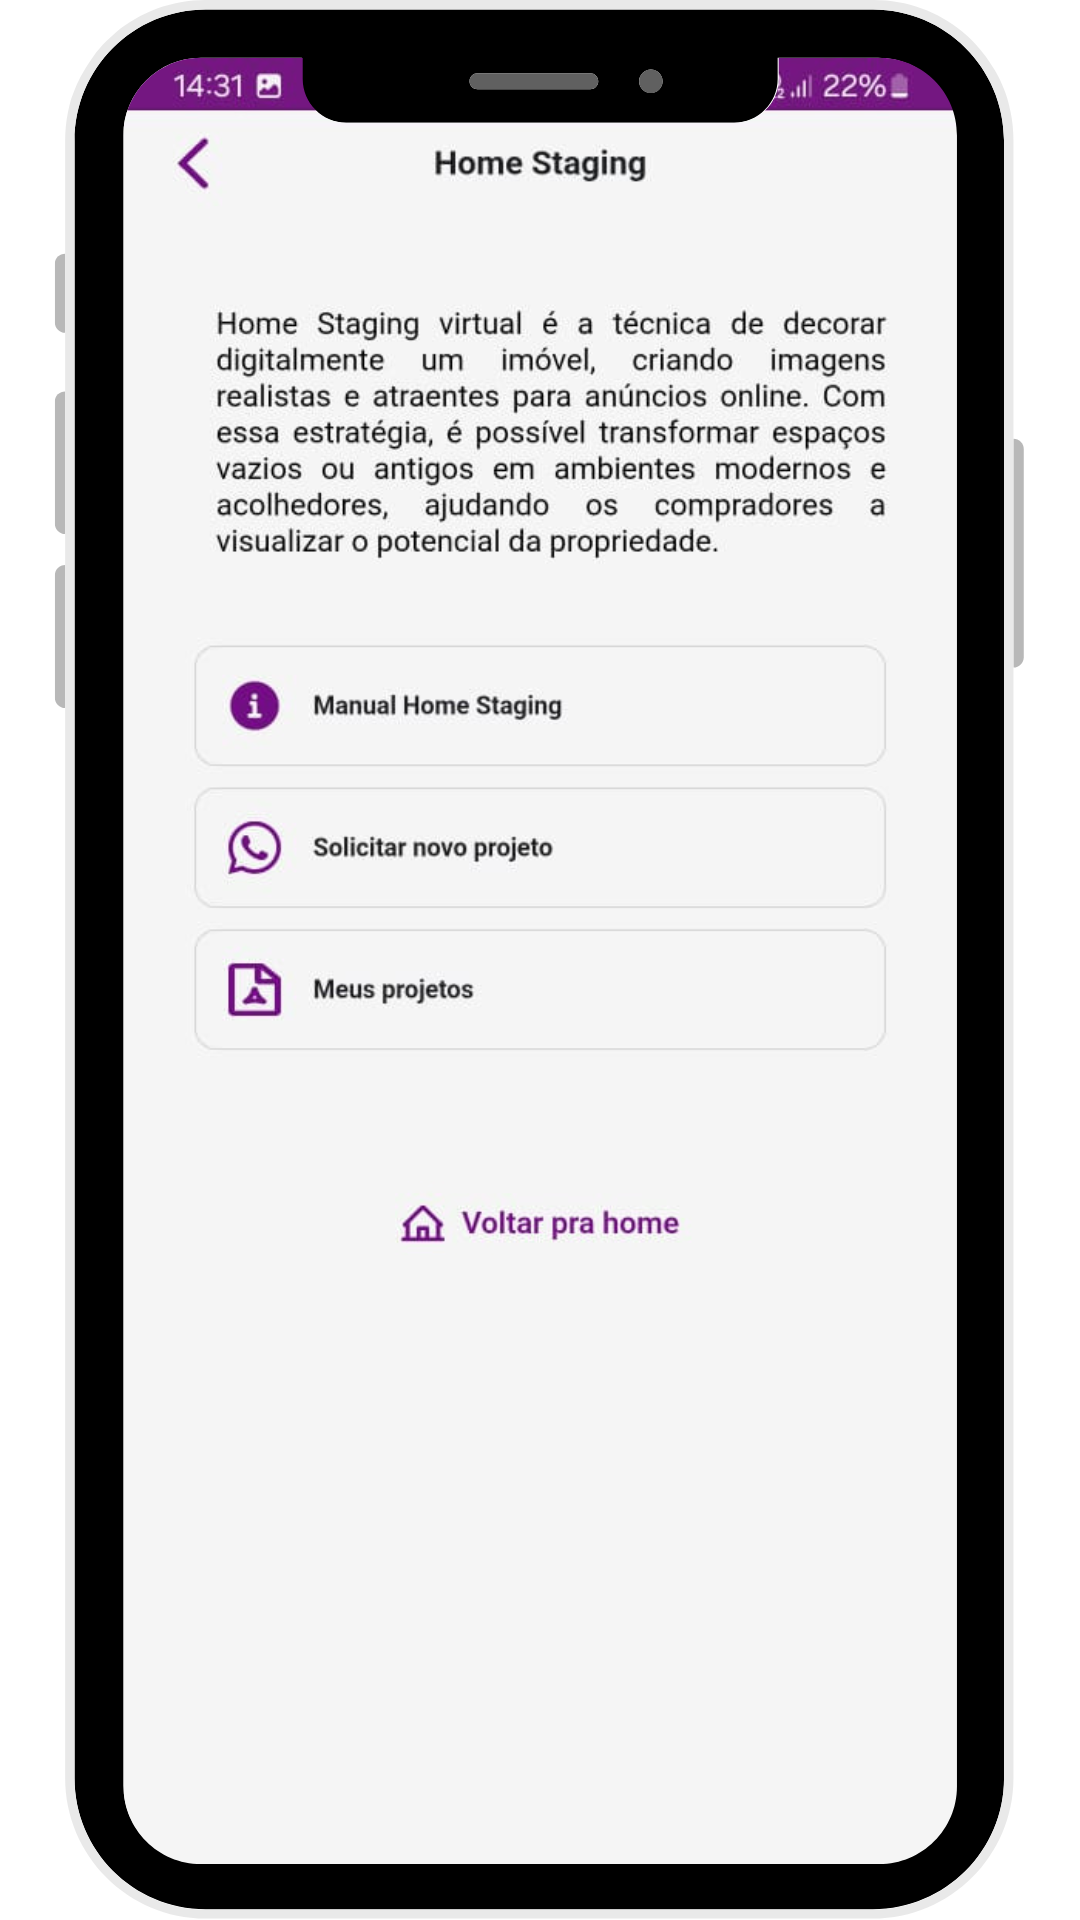 14:31
22%
Home Staging
Home Staging virtual é a técnica de decorar
digitalmente um imóvel, criando imagens
realistas e atraentes para anúncios online. Com
essa estratégia, é possível transformar espaços
vazios ou antigos em ambientes modernos e
acolhedores, ajudando os compradores a
visualizar o potencial da propriedade.
Manual Home Staging
Solicitar novo projeto
Meus projetos
Voltar pra home